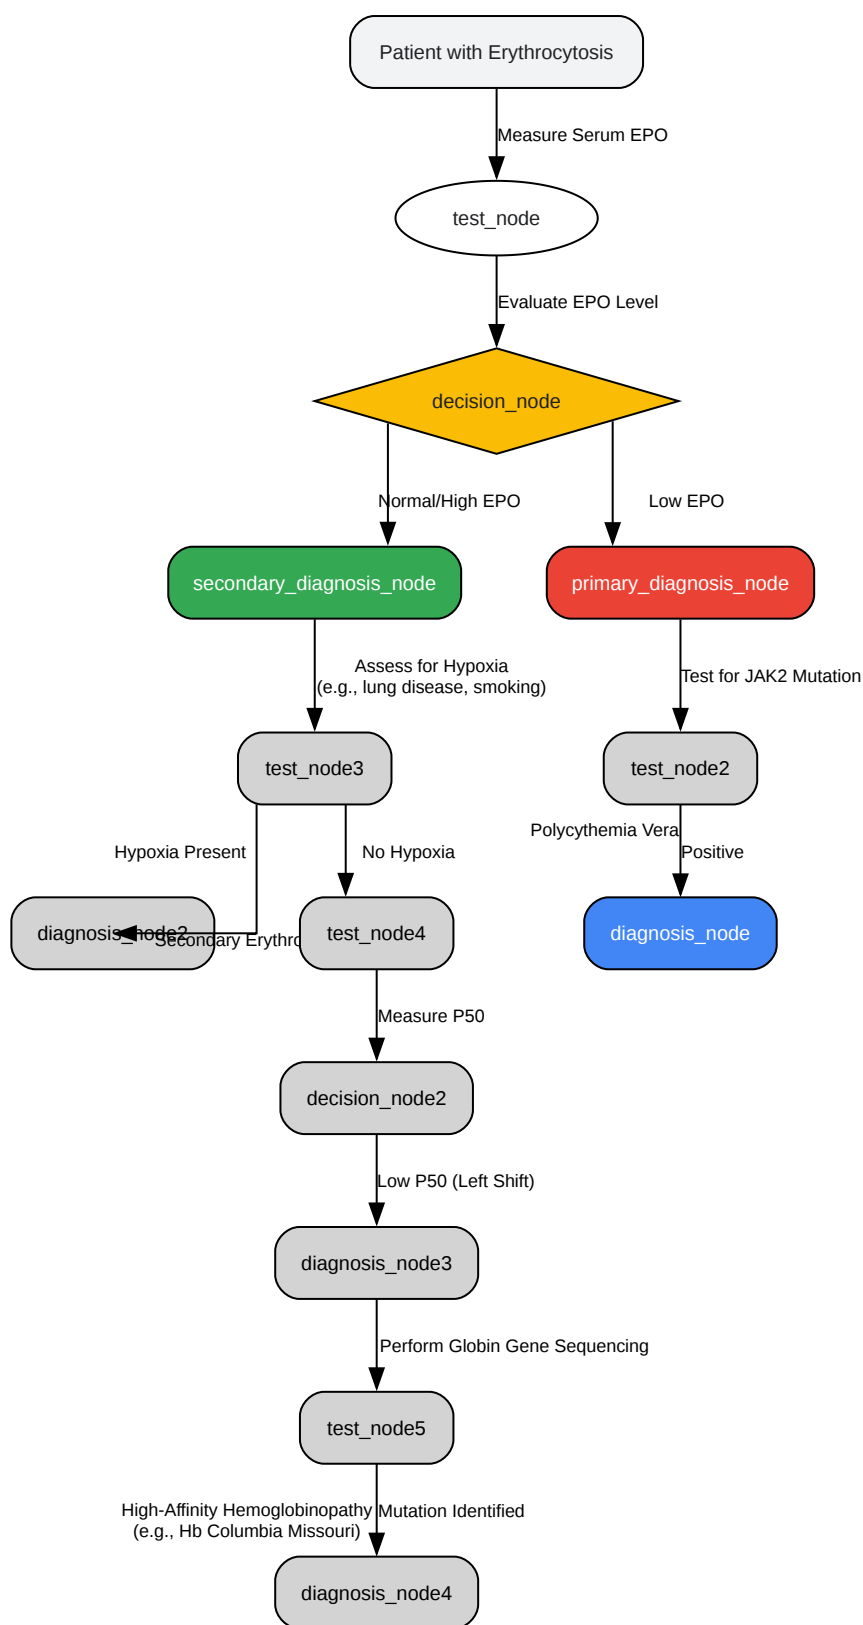 Patient with Erythrocytosis
Measure Serum EPO
test_node
Evaluate EPO Level
decision_node
Normal/High EPO
Low EPO
secondary_diagnosis_node
primary_diagnosis_node
Assess for Hypoxia
(e.g., lung disease, smoking)
Test for JAK2 Mutation
test_node3
test_node2
Polycythemia Vera
Hypoxia Present
No Hypoxia
Positive
diagnosis_node2
Secondary Erythro
test_node4
diagnosis_node
Measure P50
decision_node2
Low P50 (Left Shift)
diagnosis_node3
Perform Globin Gene Sequencing
test_node5
High-Affinity Hemoglobinopathy
(e.g., Hb Columbia Missouri)
Mutation Identified
diagnosis_node4